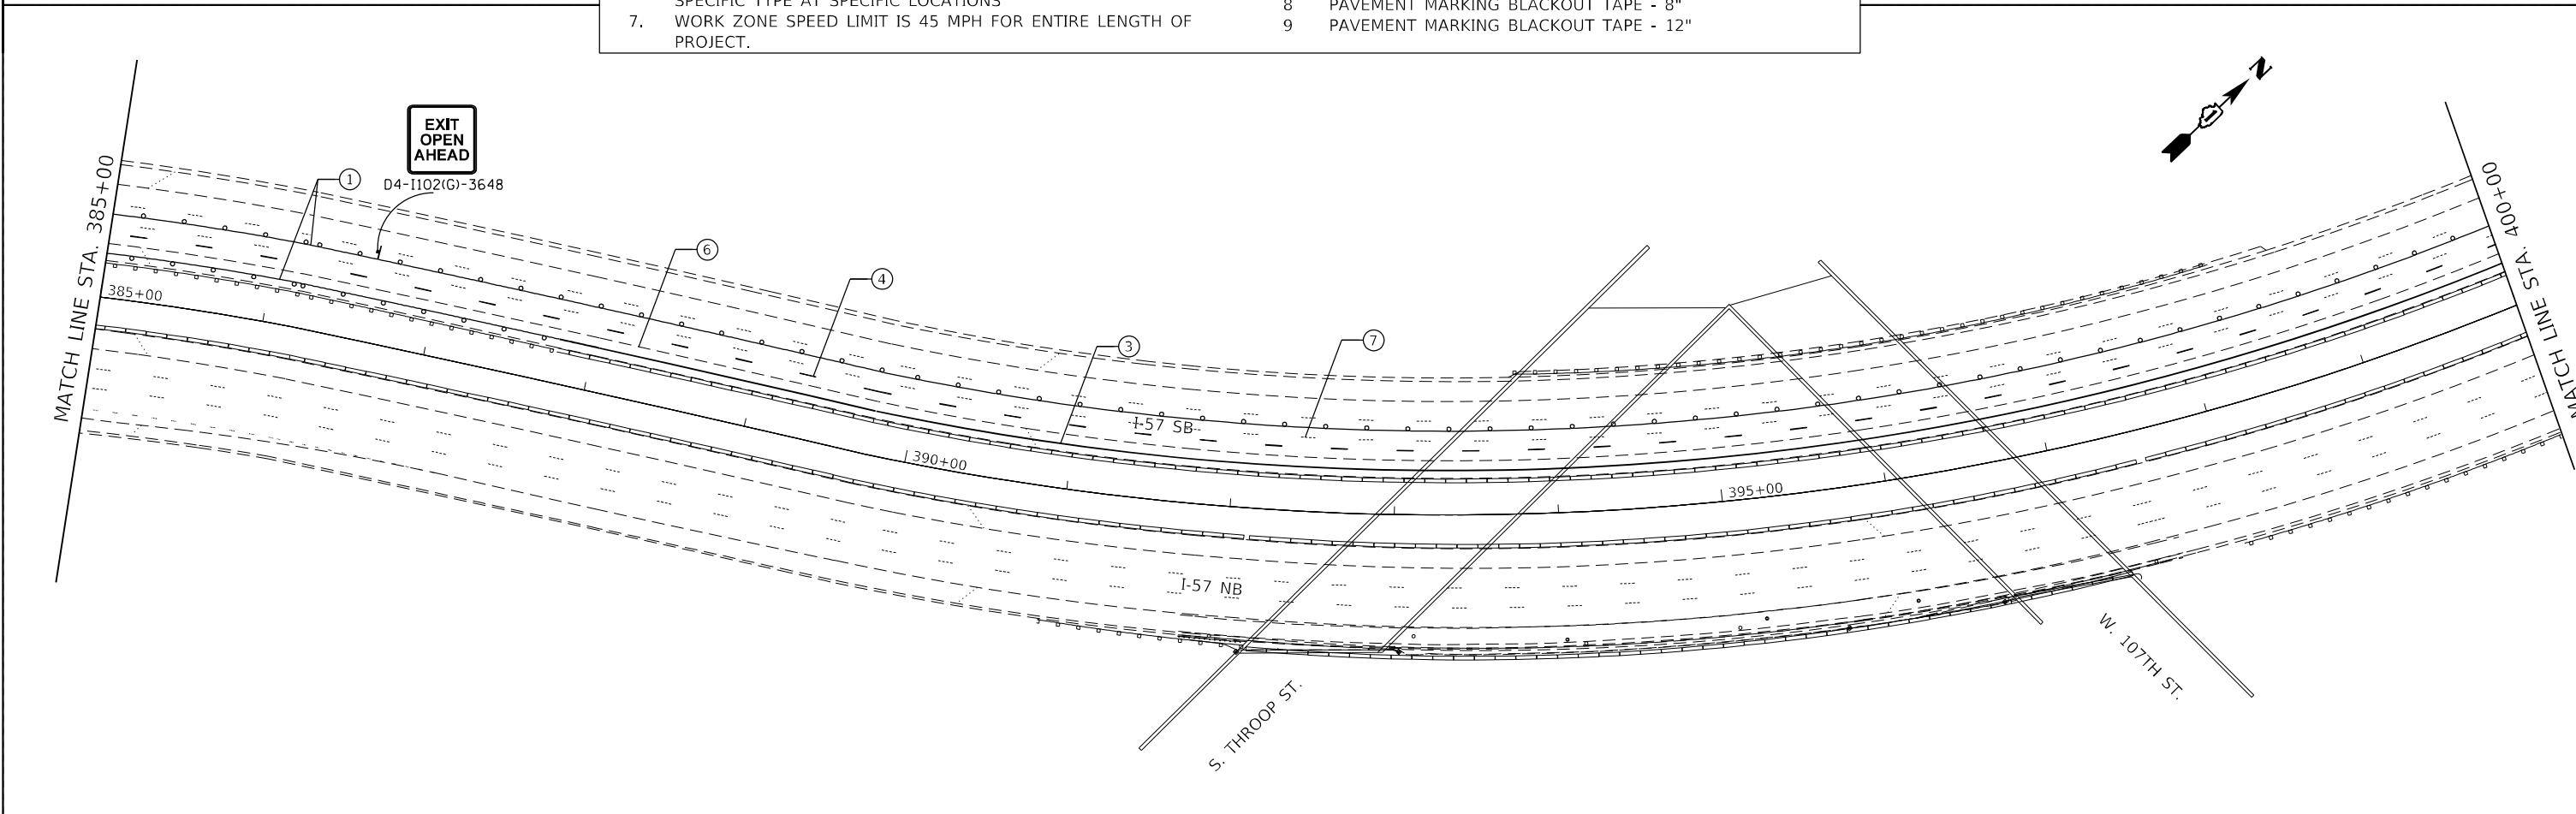 SPECIFIC TYPE AT SPECIFIC LOCATIONS
7. WORK ZONE SPEED LIMIT IS 45 MPH FOR ENTIRE LENGTH OF
PROJECT.
8 PAVEMENT MARKING BLACKOUT TAPE - 8"
9 PAVEMENT MARKING BLACKOUT TAPE - 12"
N
EXIT
OPEN
AHEAD
D4-I102(G)-3648
1
6
4
3
7
MATCH LINE STA. 385+00
385+00
390+00
395+00
I-57 SB
I-57 NB
S. THROOP ST.
W. 107TH ST.
MATCH LINE STA. 400+00